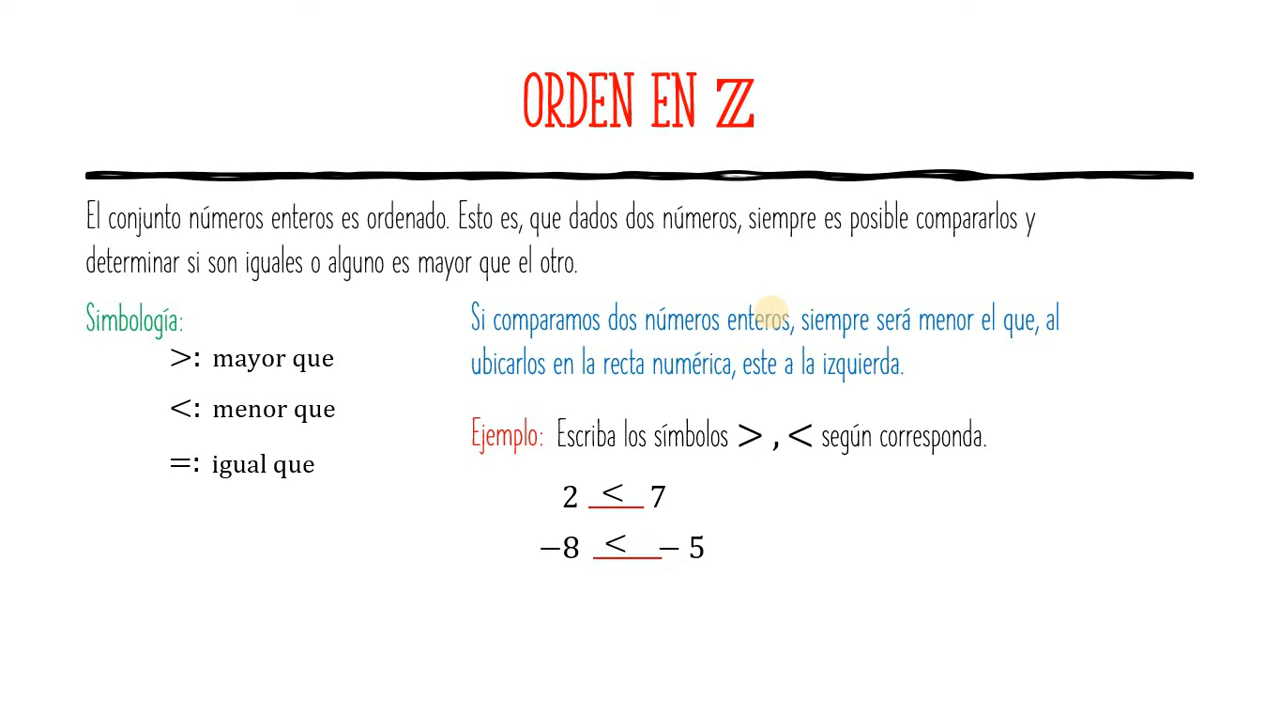 ORDEN EN ℤ
El conjunto números enteros es ordenado. Esto es, que dados dos números, siempre es posible compararlos y
determinar si son iguales o alguno es mayor que el otro.
Simbología:
>: mayor que
<: menor que
=: igual que
Si comparamos dos números enteros, siempre será menor el que, al
ubicarlos en la recta numérica, este a la izquierda.
Ejemplo: Escriba los símbolos > , < según corresponda.
2 < 7
−8 < − 5